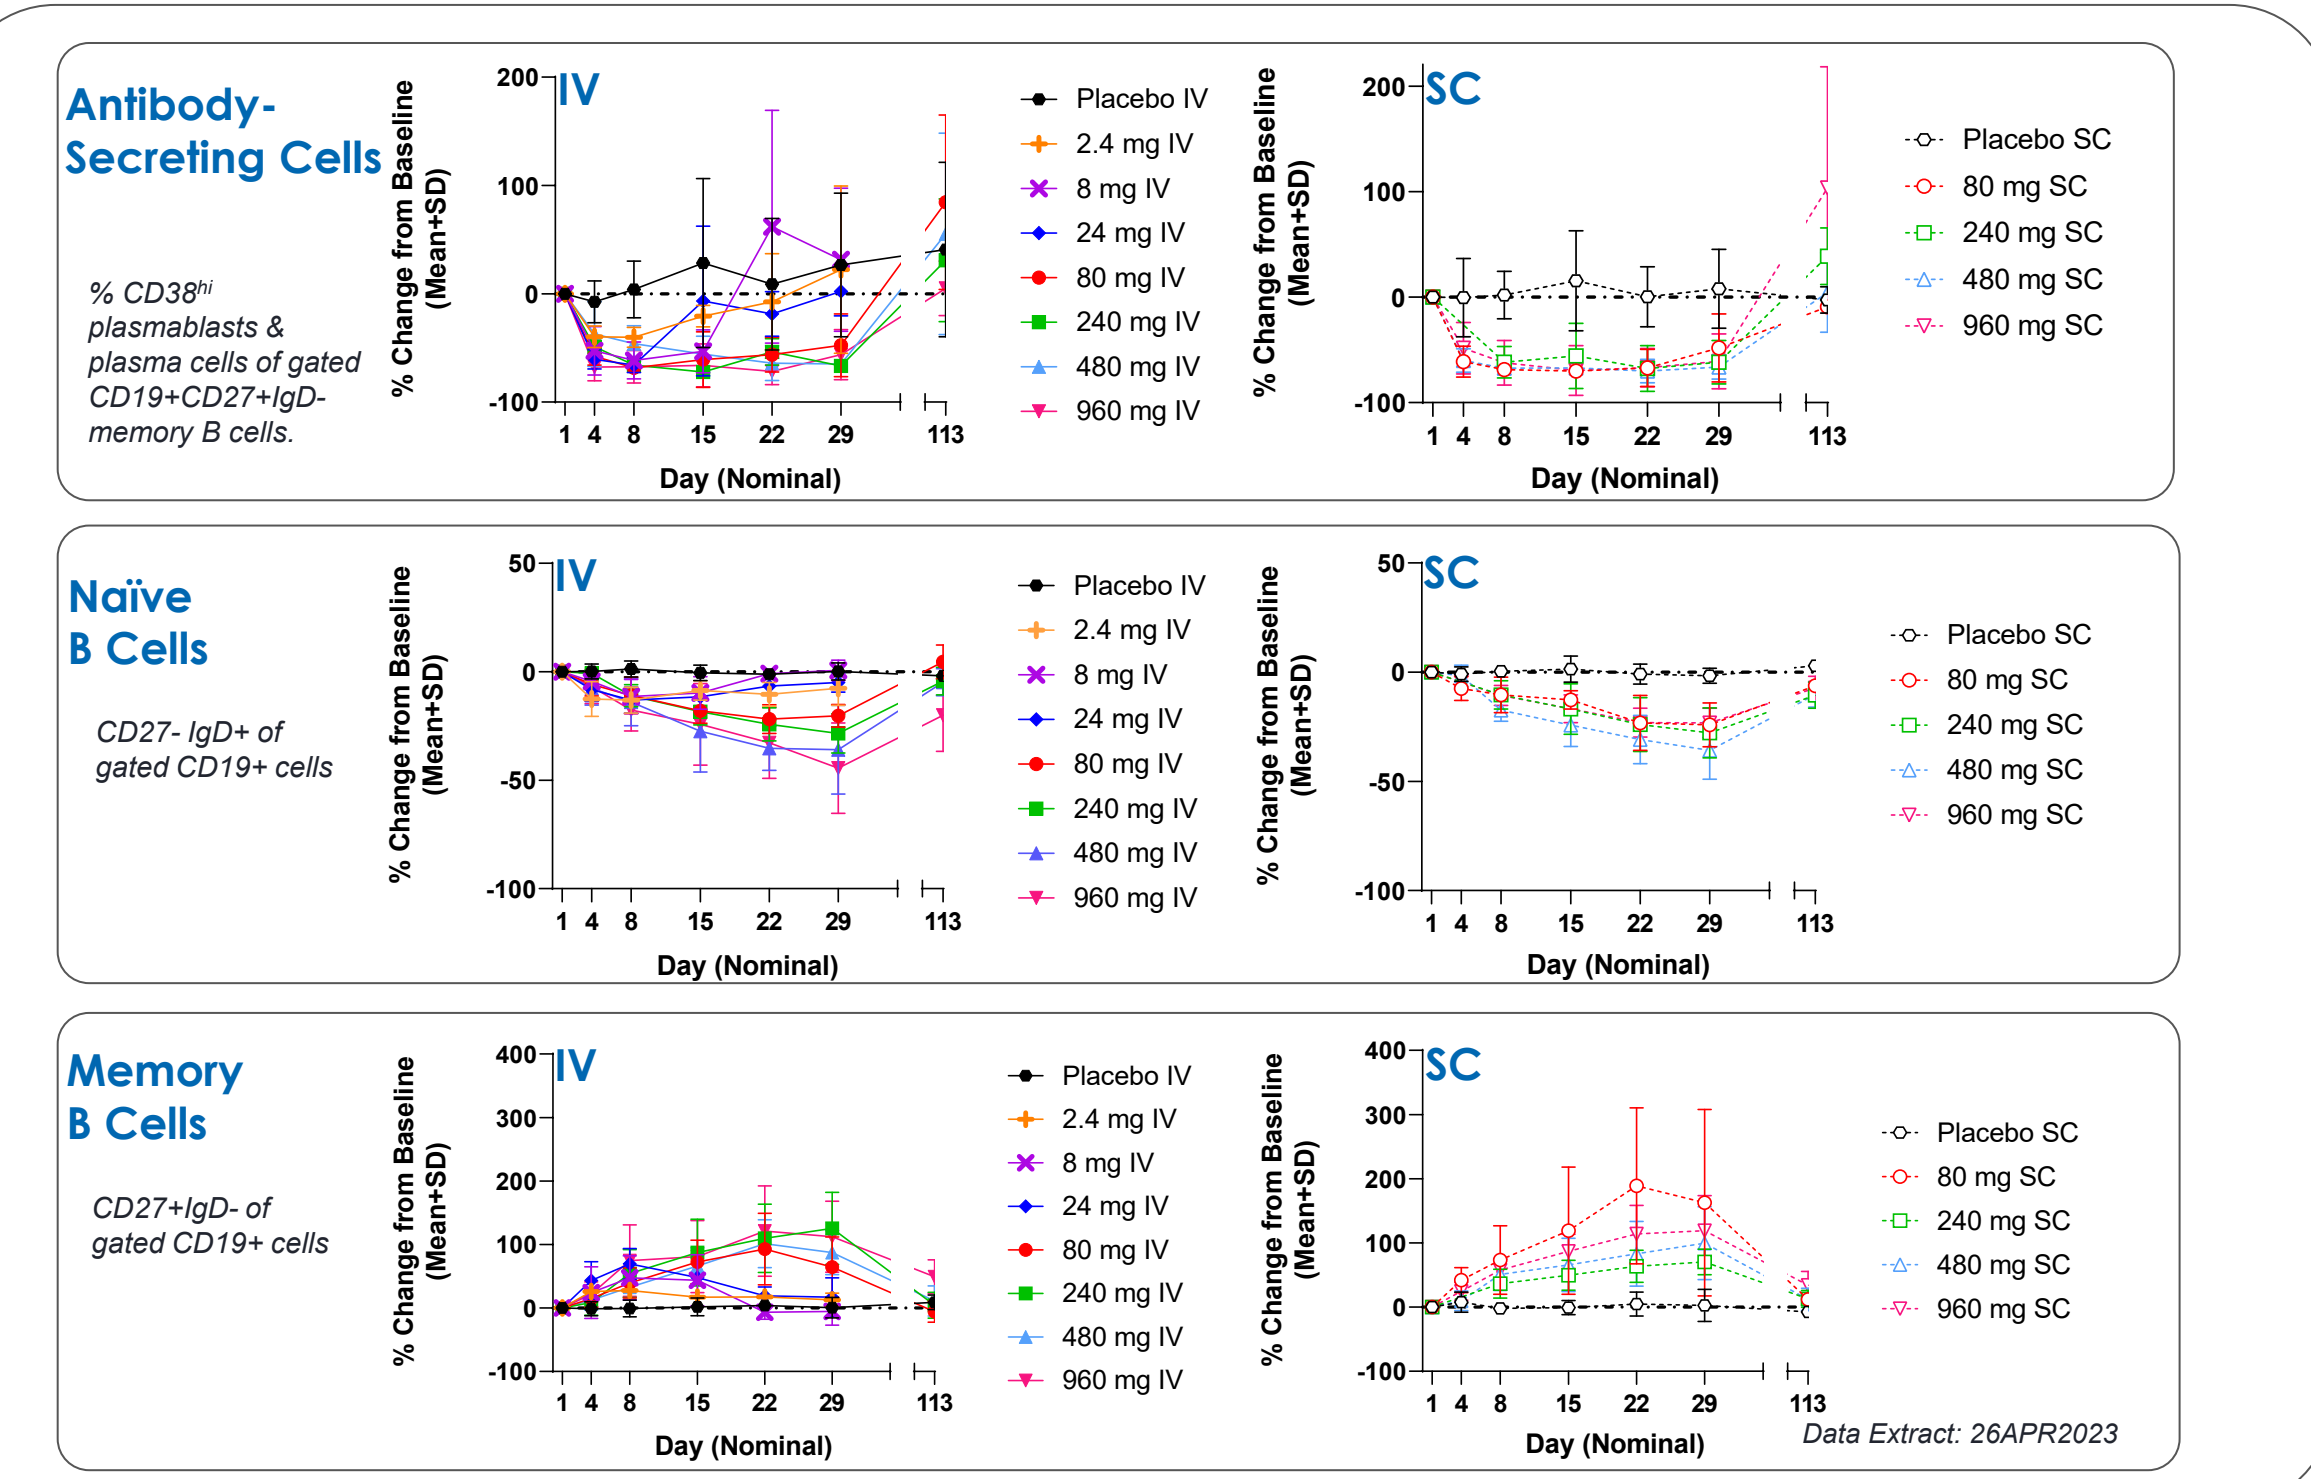 Antibody-
Secreting Cells
% CD38hi
plasmablasts &
plasma cells of gated
CD19+CD27+IgD-
memory B cells.
IV
% Change from Baseline
(Mean+SD)
200
100
0
-100
1 4 8 15 22 29 113
Day (Nominal)
Placebo IV
2.4 mg IV
8 mg IV
24 mg IV
80 mg IV
240 mg IV
480 mg IV
960 mg IV
SC
% Change from Baseline
(Mean+SD)
200
100
0
-100
1 4 8 15 22 29 113
Day (Nominal)
Placebo SC
80 mg SC
240 mg SC
480 mg SC
960 mg SC
Naïve
B Cells
CD27- IgD+ of
gated CD19+ cells
IV
% Change from Baseline
(Mean+SD)
50
0
-50
-100
1 4 8 15 22 29 113
Day (Nominal)
Placebo IV
2.4 mg IV
8 mg IV
24 mg IV
80 mg IV
240 mg IV
480 mg IV
960 mg IV
SC
% Change from Baseline
(Mean+SD)
50
0
-50
-100
1 4 8 15 22 29 113
Day (Nominal)
Placebo SC
80 mg SC
240 mg SC
480 mg SC
960 mg SC
Memory
B Cells
CD27+IgD- of
gated CD19+ cells
IV
% Change from Baseline
(Mean+SD)
400
300
200
100
0
-100
1 4 8 15 22 29 113
Day (Nominal)
Placebo IV
2.4 mg IV
8 mg IV
24 mg IV
80 mg IV
240 mg IV
480 mg IV
960 mg IV
SC
% Change from Baseline
(Mean+SD)
400
300
200
100
0
-100
1 4 8 15 22 29 113
Day (Nominal)
Placebo SC
80 mg SC
240 mg SC
480 mg SC
960 mg SC
Data Extract: 26APR2023